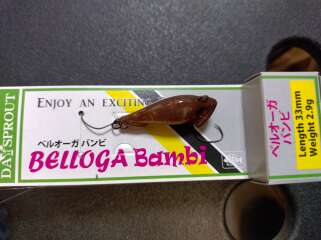 DAYSPROUT
ENJOY AN EXCITING
ベルオーガ バンビ
BELLOGA Bambi
ベルオーガ
バンビ
Length 33mm
Weight 2.9g